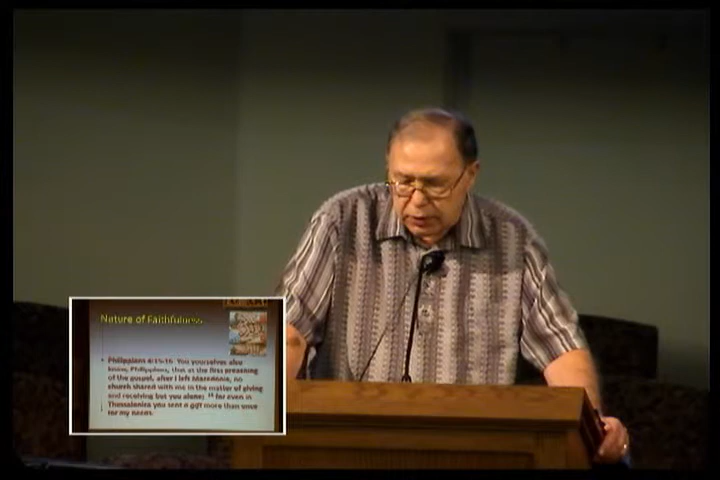 Nature of Faithfulness
• Philippians 4:15-16 You yourselves also
know, Philippians, that at the first preaching
of the gospel, after I left Macedonia, no
church shared with me in the matter of giving
and receiving but you alone; 16 for even in
Thessalonica you sent a gift more than once
for my needs.